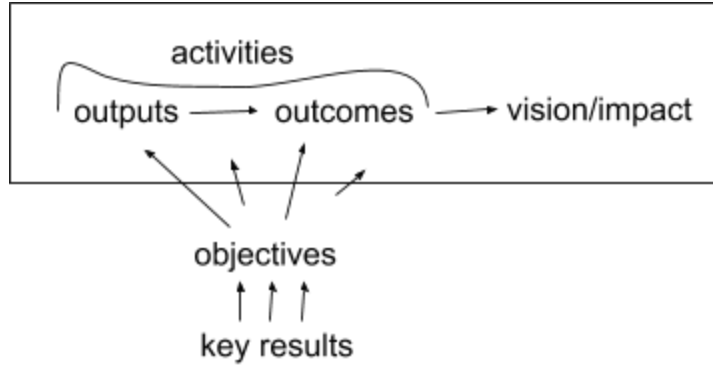 activities
outputs outcomes vision/impact
objectives
key results